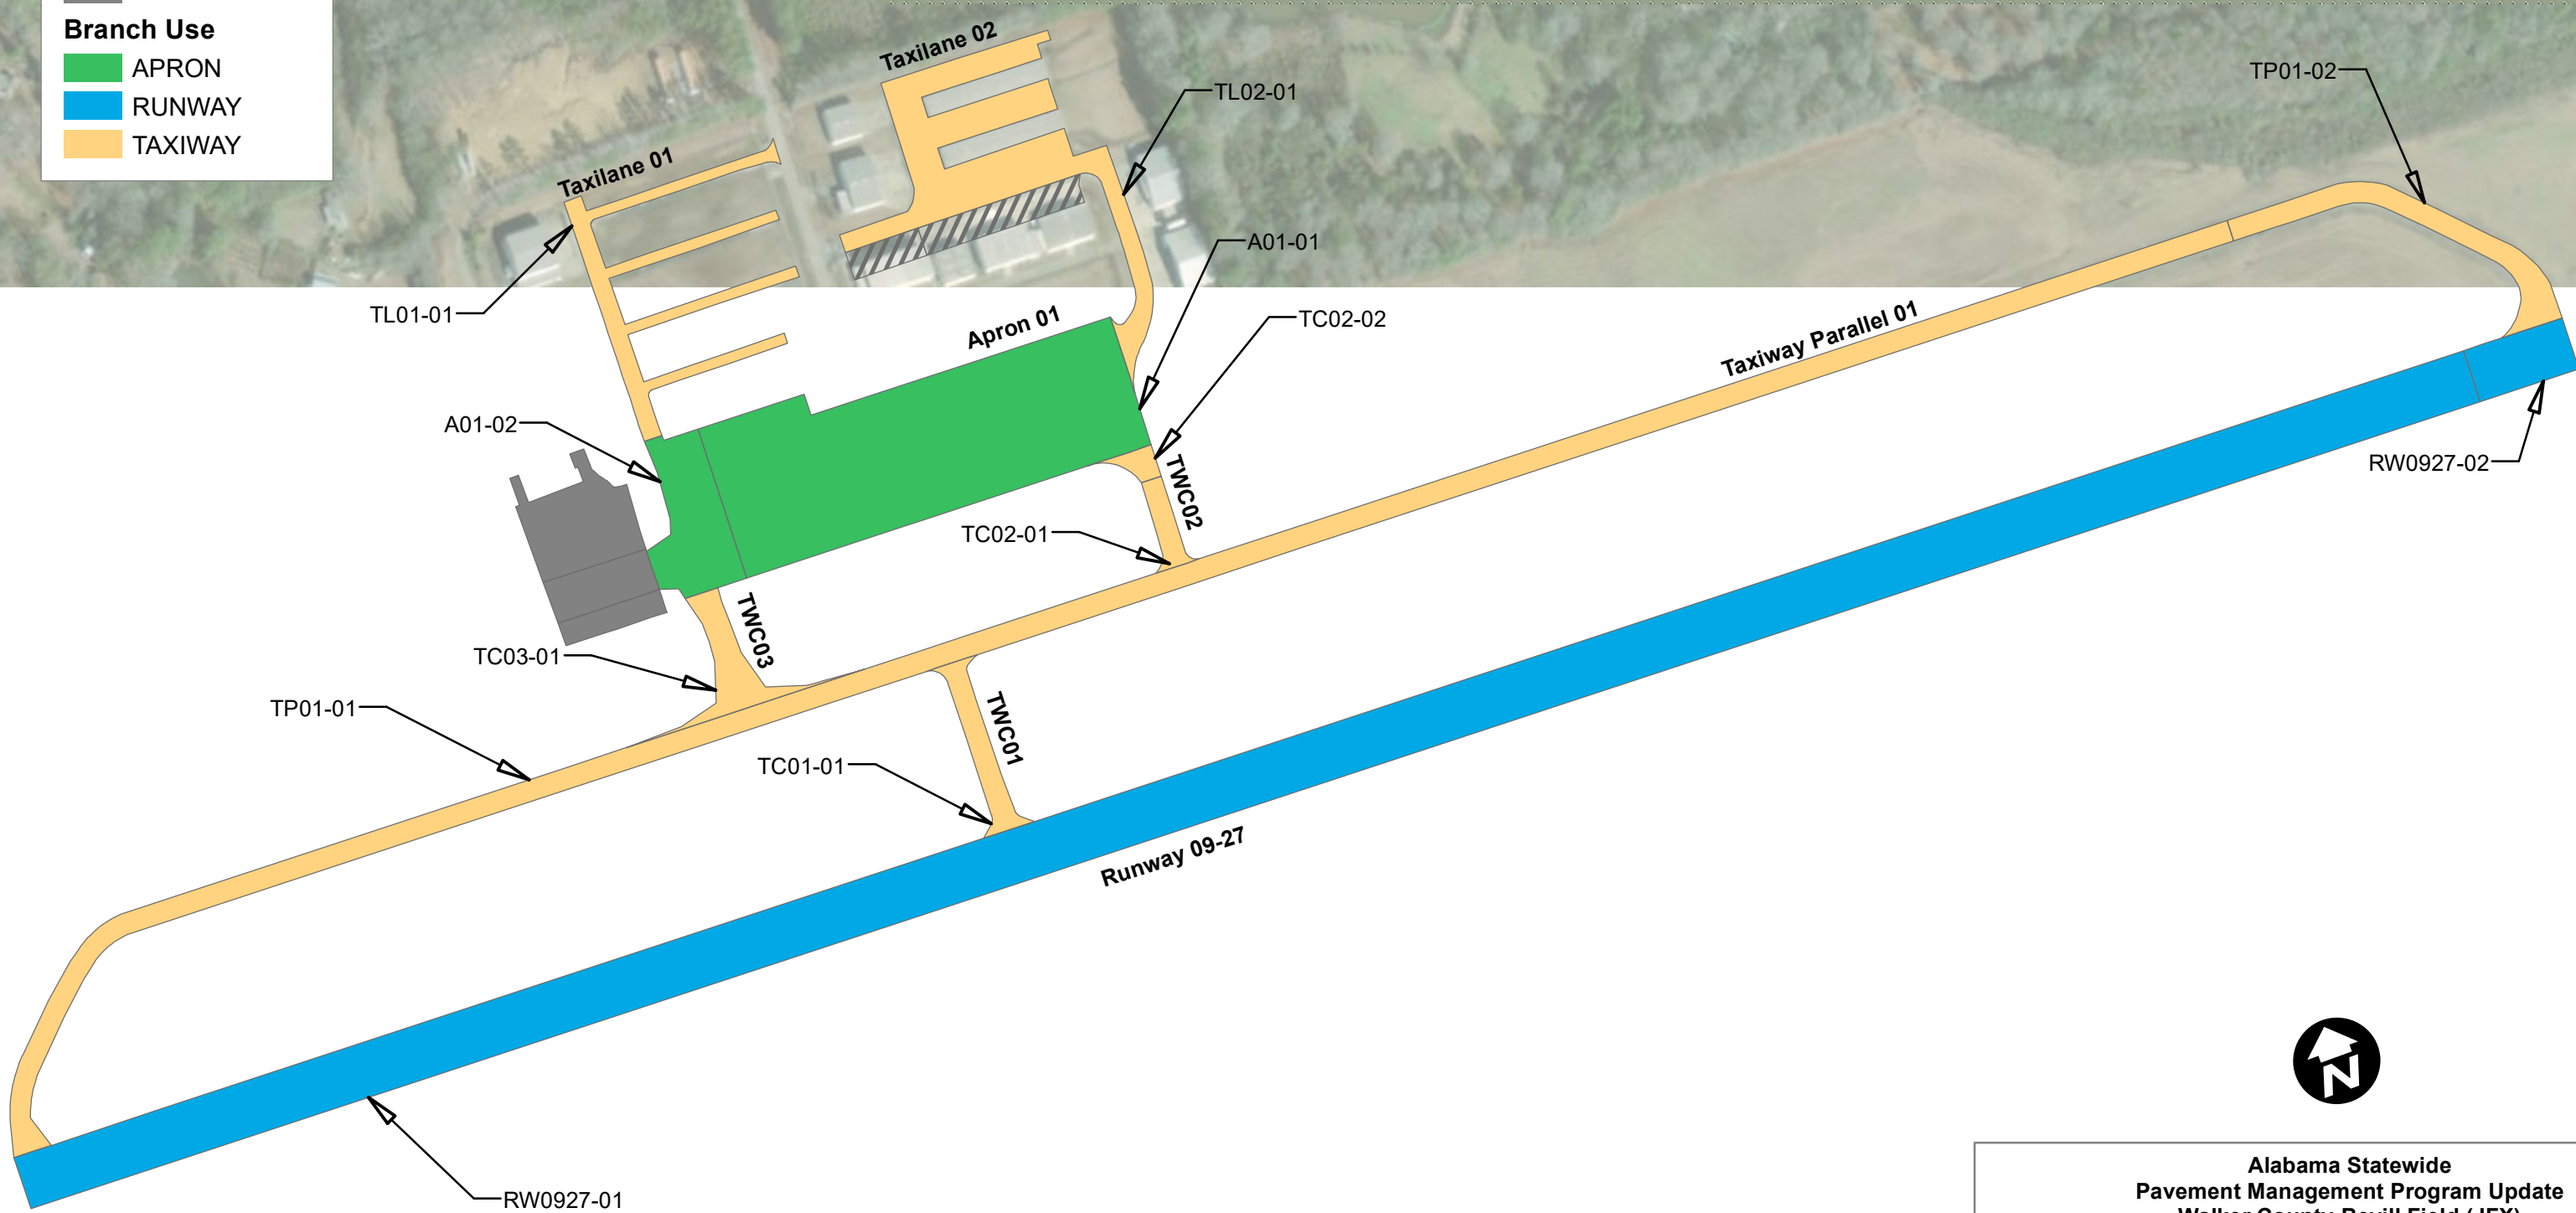 Branch Use
APRON
RUNWAY
TAXIWAY
Taxilane 02
TL02-01
TP01-02
Taxilane 01
A01-01
TL01-01
Apron 01
TC02-02
Taxiway Parallel 01
A01-02
TWC02
RW0927-02
TC02-01
TWC03
TC03-01
TP01-01
TWC01
TC01-01
Runway 09-27
N
RW0927-01
Alabama Statewide
Pavement Management Program Update